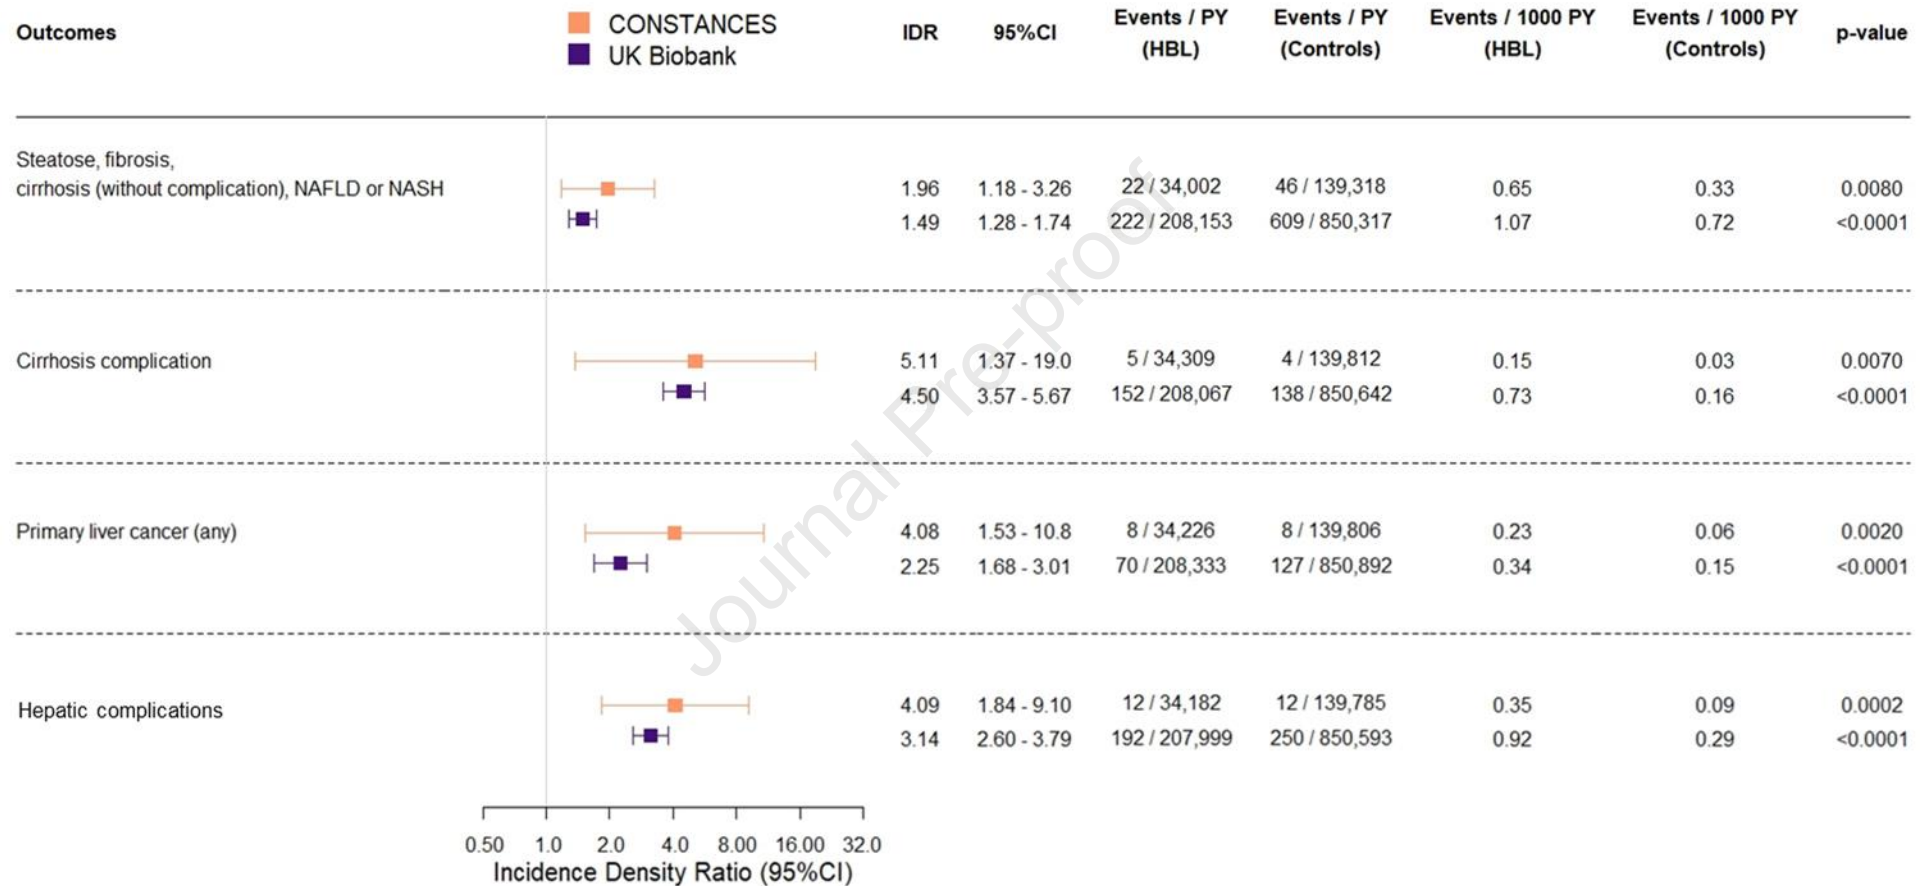 Outcomes CONSTANCES UK Biobank IDR 95%CI Events / PY (HBL) Events / PY (Controls) Events / 1000 PY (HBL) Events / 1000 PY (Controls) p-value
Steatose, fibrosis,
cirrhosis (without complication), NAFLD or NASH 1.96 1.18 - 3.26 22 / 34,002 46 / 139,318 0.65 0.33 0.0080
1.49 1.28 - 1.74 222 / 208,153 609 / 850,317 1.07 0.72 <0.0001
Cirrhosis complication 5.11 1.37 - 19.0 5 / 34,309 4 / 139,812 0.15 0.03 0.0070
4.50 3.57 - 5.67 152 / 208,067 138 / 850,642 0.73 0.16 <0.0001
Primary liver cancer (any) 4.08 1.53 - 10.8 8 / 34,226 8 / 139,806 0.23 0.06 0.0020
2.25 1.68 - 3.01 70 / 208,333 127 / 850,892 0.34 0.15 <0.0001
Hepatic complications 4.09 1.84 - 9.10 12 / 34,182 12 / 139,785 0.35 0.09 0.0002
3.14 2.60 - 3.79 192 / 207,999 250 / 850,593 0.92 0.29 <0.0001
0.50 1.0 2.0 4.0 8.00 16.00 32.0
Incidence Density Ratio (95%CI)
Journal Pre-proof